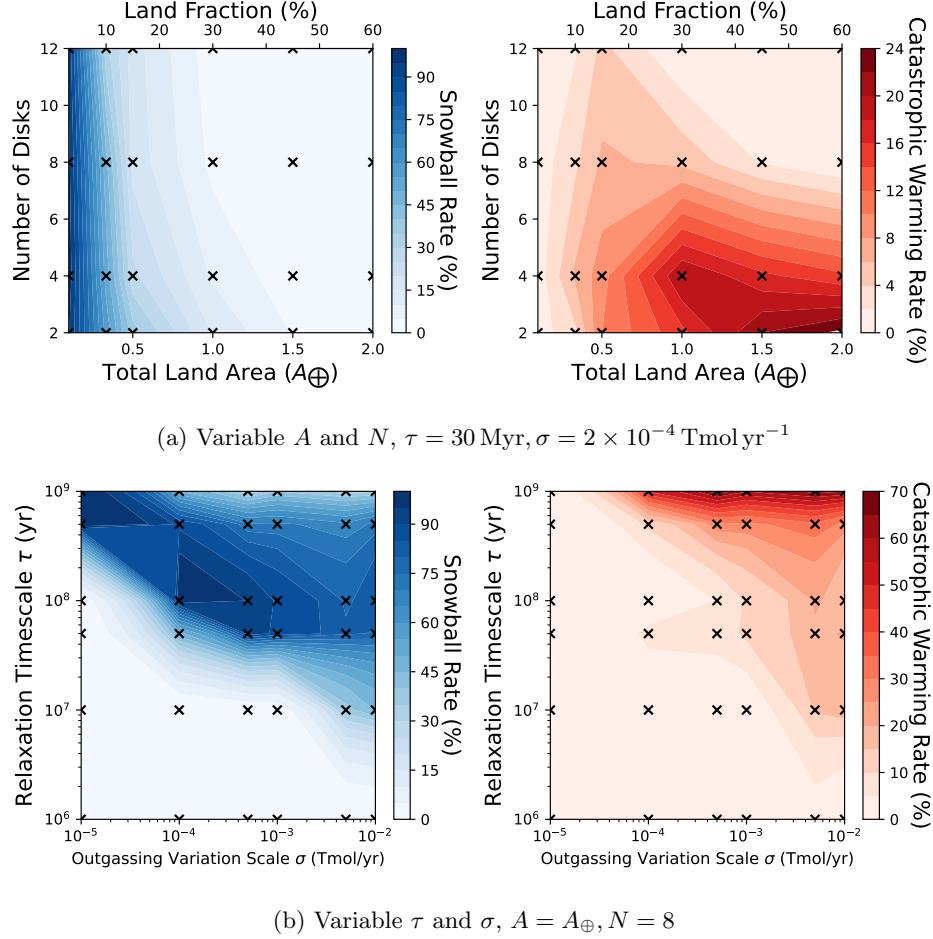 Land Fraction (%)
10 20 30 40 50 60
12
10
8
6
4
2
Number of Disks
0.5 1.0 1.5 2.0
Total Land Area (A⊕)
90
75
60
45
30
15
0
Snowball Rate (%)
Land Fraction (%)
10 20 30 40 50 60
12
10
8
6
4
2
Number of Disks
0.5 1.0 1.5 2.0
Total Land Area (A⊕)
24
20
16
12
8
4
0
Catastrophic Warming Rate (%)
(a) Variable A and N, τ = 30 Myr, σ = 2 × 10⁻⁴ Tmol yr⁻¹
10⁹
10⁸
10⁷
10⁶
Relaxation Timescale τ (yr)
10⁻⁵ 10⁻⁴ 10⁻³ 10⁻²
Outgassing Variation Scale σ (Tmol/yr)
90
75
60
45
30
15
0
Snowball Rate (%)
10⁹
10⁸
10⁷
10⁶
Relaxation Timescale τ (yr)
10⁻⁵ 10⁻⁴ 10⁻³ 10⁻²
Outgassing Variation Scale σ (Tmol/yr)
70
60
50
40
30
20
10
0
Catastrophic Warming Rate (%)
(b) Variable τ and σ, A = A⊕, N = 8